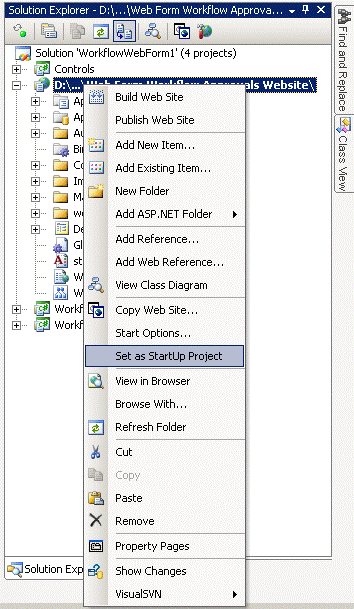 Solution Explorer - D:\...\Web Form Workflow Approva...
Solution 'WorkflowWebForm1' (4 projects)
Controls
D:\...\Web Form Workflow Approvals Website\
Build Web Site
Publish Web Site
Add New Item...
Add Existing Item...
New Folder
Add ASP.NET Folder
Add Reference...
Add Web Reference...
View Class Diagram
Copy Web Site...
Start Options...
Set as StartUp Project
View in Browser
Browse With...
Refresh Folder
Cut
Copy
Paste
Remove
Property Pages
Show Changes
VisualSVN
Ap
Au
Bin
Co
Im
Ma
we
De
Gl
st
W
W
Workf
Workf
Solution Exp
Find and Replace
Class View